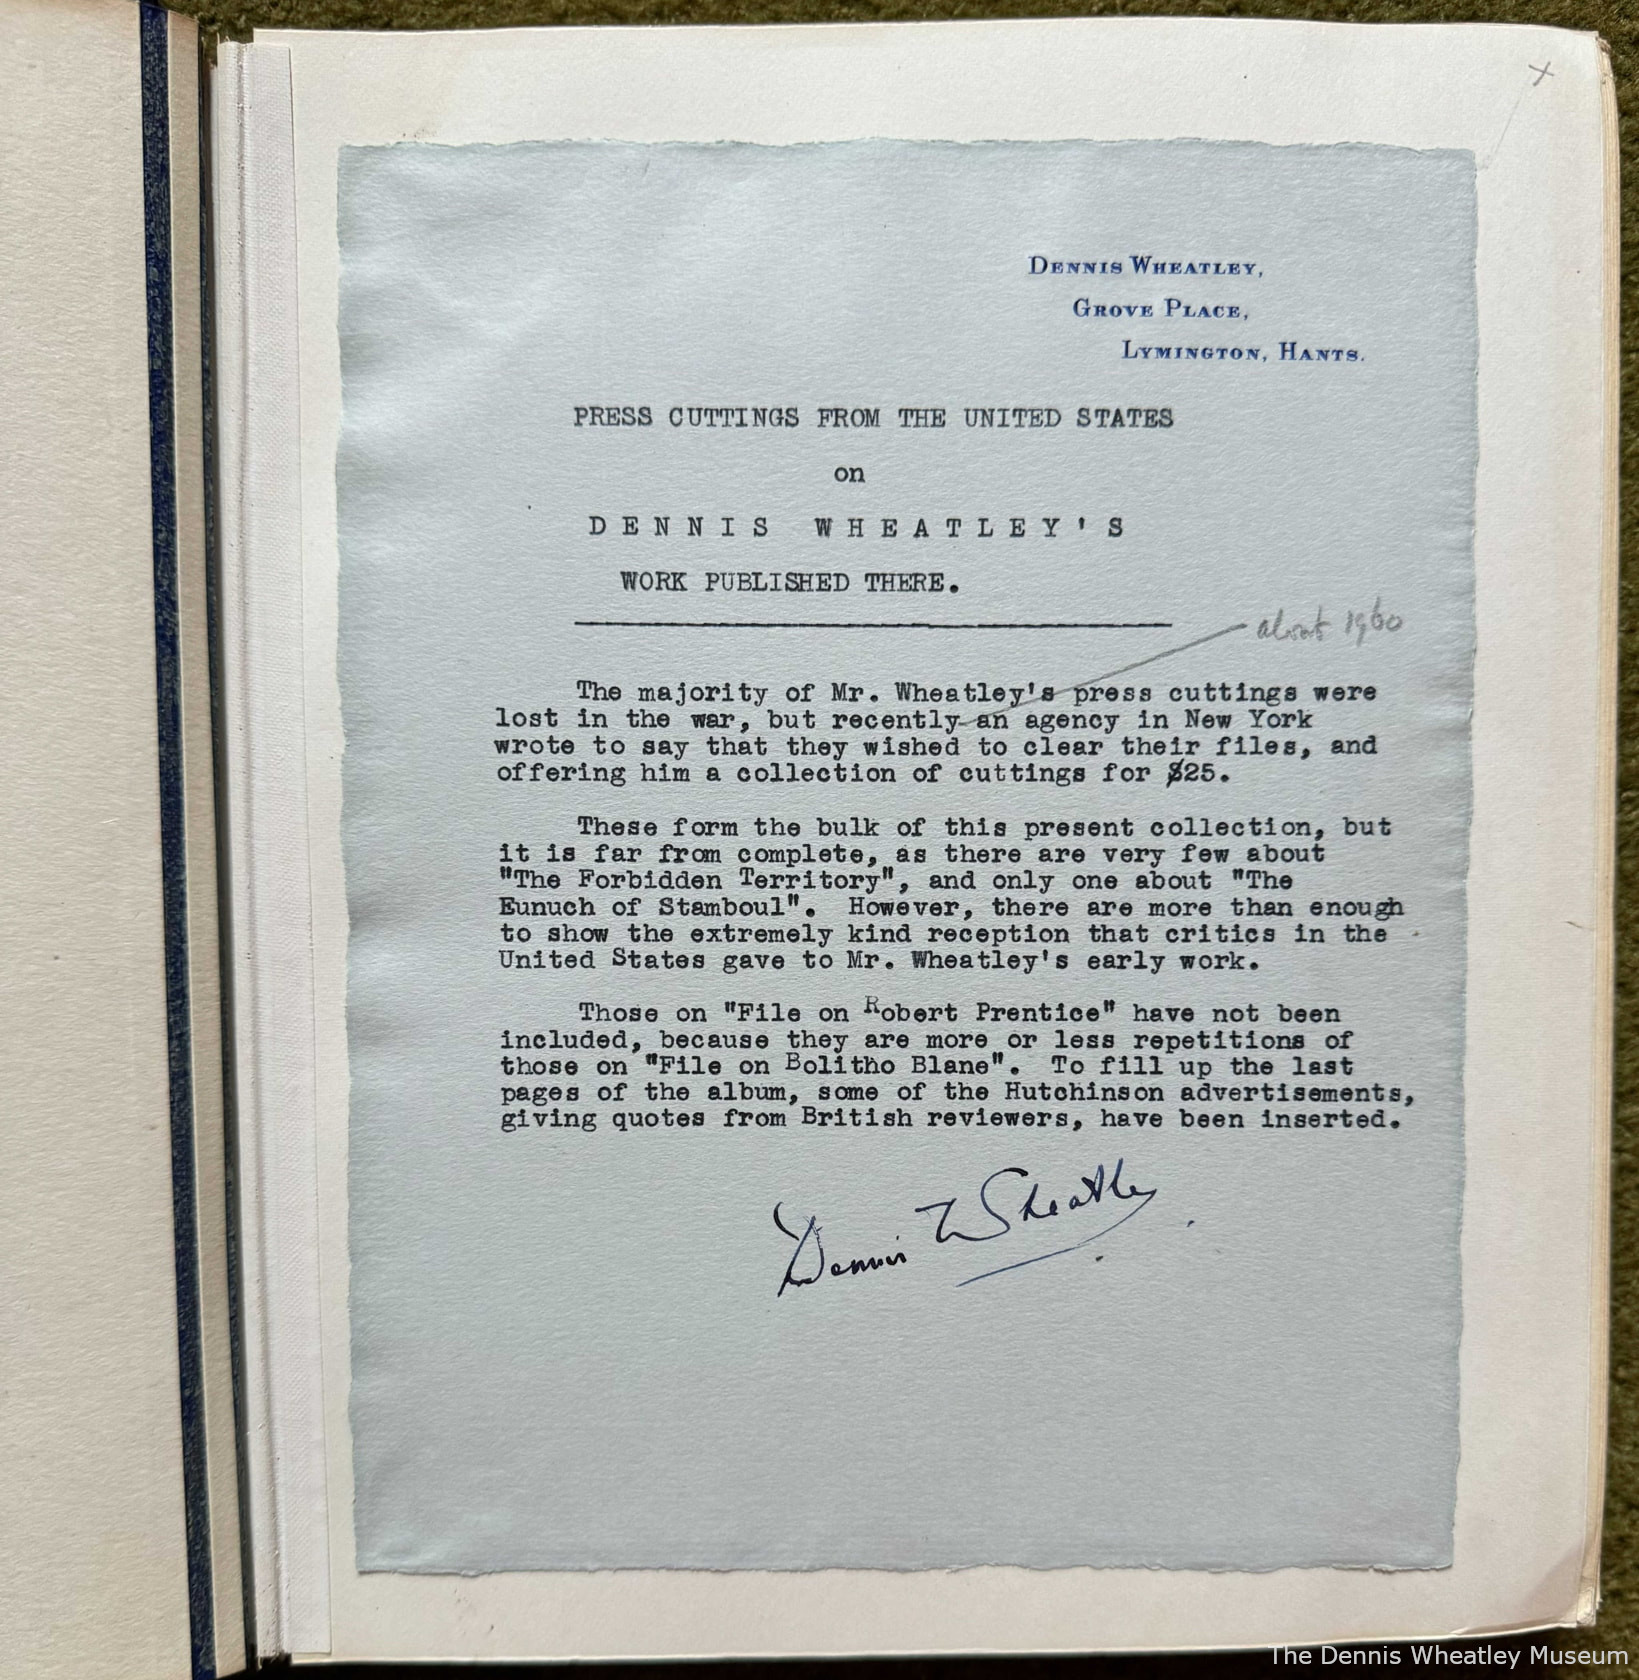 x
DENNIS WHEATLEY,
GROVE PLACE,
LYMINGTON, HANTS.
PRESS CUTTINGS FROM THE UNITED STATES
on
DENNIS WHEATLEY'S
WORK PUBLISHED THERE.
about 1960
The majority of Mr. Wheatley's press cuttings were
lost in the war, but recently an agency in New York
wrote to say that they wished to clear their files, and
offering him a collection of cuttings for $25.
These form the bulk of this present collection, but
it is far from complete, as there are very few about
"The Forbidden Territory", and only one about "The
Eunuch of Stamboul". However, there are more than enough
to show the extremely kind reception that critics in the
United States gave to Mr. Wheatley's early work.
Those on "File on Robert Prentice" have not been
included, because they are more or less repetitions of
those on "File on Bolitho Blane". To fill up the last
pages of the album, some of the Hutchinson advertisements,
giving quotes from British reviewers, have been inserted.
Dennis Wheatley
The Dennis Wheatley Museum